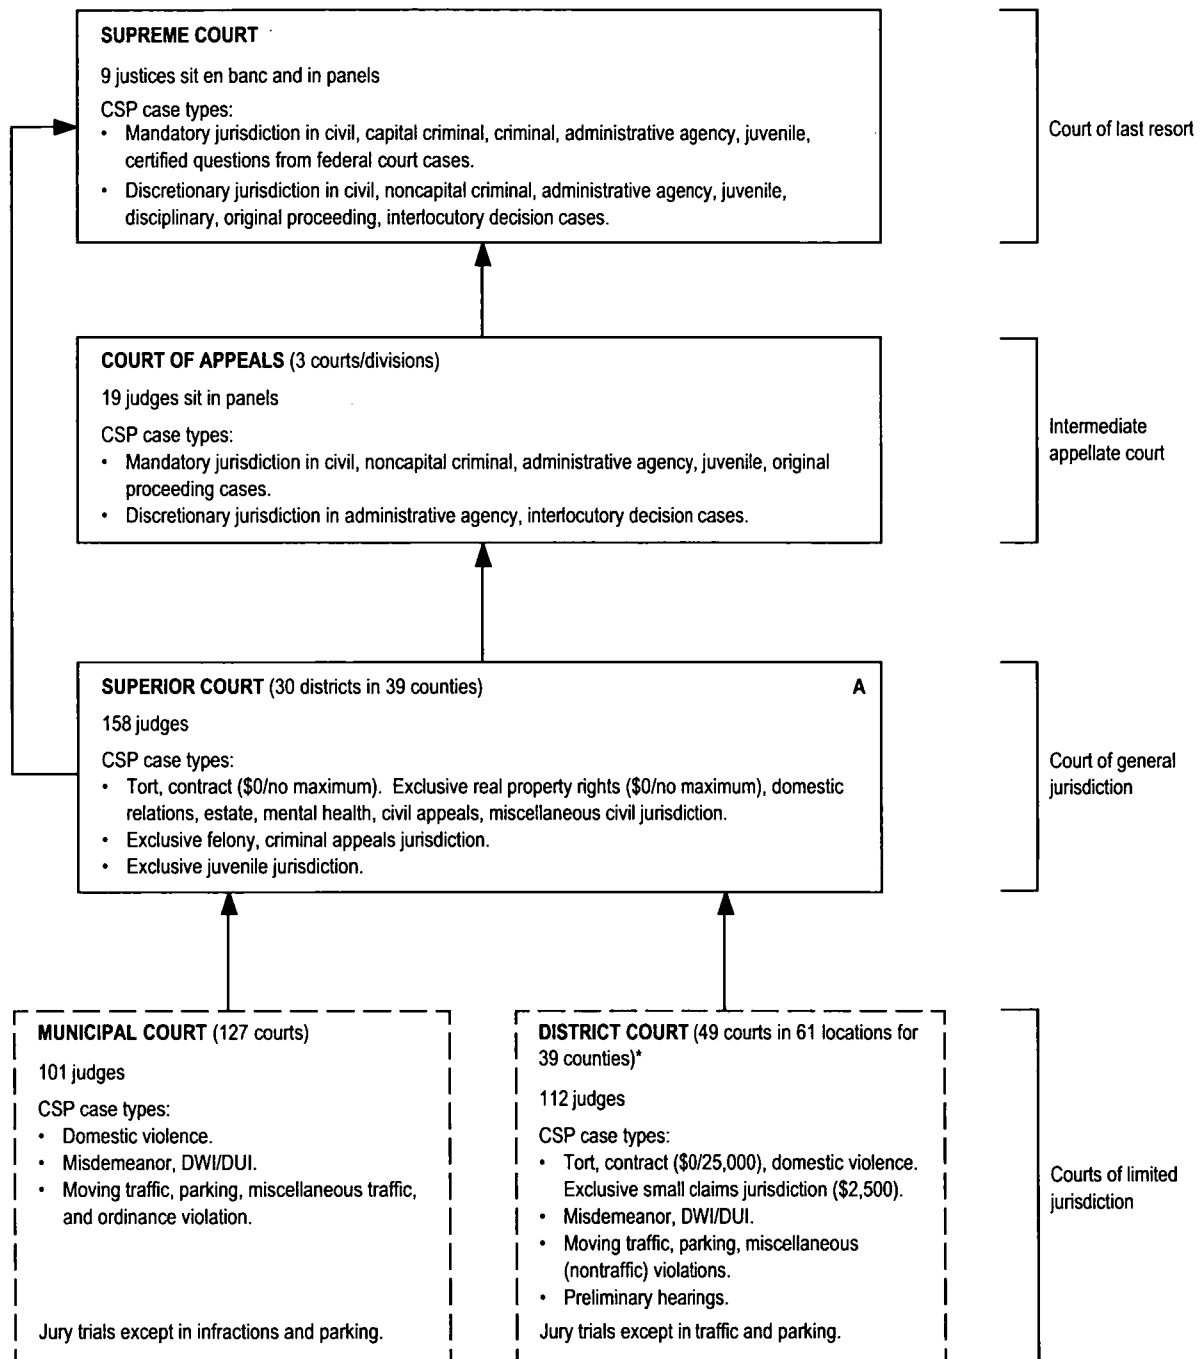 SUPREME COURT
9 justices sit en banc and in panels
CSP case types:
• Mandatory jurisdiction in civil, capital criminal, criminal, administrative agency, juvenile,
certified questions from federal court cases.
• Discretionary jurisdiction in civil, noncapital criminal, administrative agency, juvenile,
disciplinary, original proceeding, interlocutory decision cases.
Court of last resort
COURT OF APPEALS (3 courts/divisions)
19 judges sit in panels
CSP case types:
• Mandatory jurisdiction in civil, noncapital criminal, administrative agency, juvenile, original
proceeding cases.
• Discretionary jurisdiction in administrative agency, interlocutory decision cases.
Intermediate
appellate court
SUPERIOR COURT (30 districts in 39 counties) A
158 judges
CSP case types:
• Tort, contract ($0/no maximum). Exclusive real property rights ($0/no maximum), domestic
relations, estate, mental health, civil appeals, miscellaneous civil jurisdiction.
• Exclusive felony, criminal appeals jurisdiction.
• Exclusive juvenile jurisdiction.
Court of general
jurisdiction
MUNICIPAL COURT (127 courts)
101 judges
CSP case types:
• Domestic violence.
• Misdemeanor, DWI/DUI.
• Moving traffic, parking, miscellaneous traffic,
and ordinance violation.
Jury trials except in infractions and parking.
DISTRICT COURT (49 courts in 61 locations for
39 counties)*
112 judges
CSP case types:
• Tort, contract ($0/25,000), domestic violence.
Exclusive small claims jurisdiction ($2,500).
• Misdemeanor, DWI/DUI.
• Moving traffic, parking, miscellaneous
(nontraffic) violations.
• Preliminary hearings.
Jury trials except in traffic and parking.
Courts of limited
jurisdiction